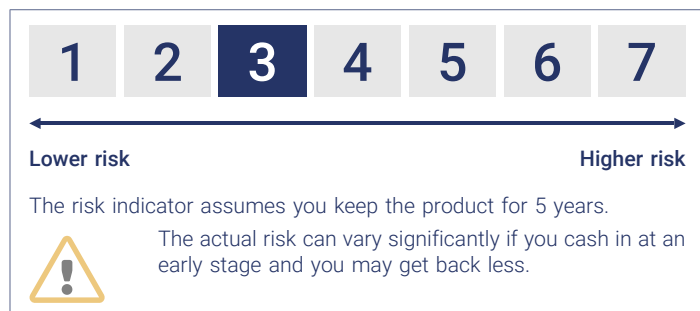 1 2 3 4 5 6 7
Lower risk Higher risk
The risk indicator assumes you keep the product for 5 years.
The actual risk can vary significantly if you cash in at an
early stage and you may get back less.